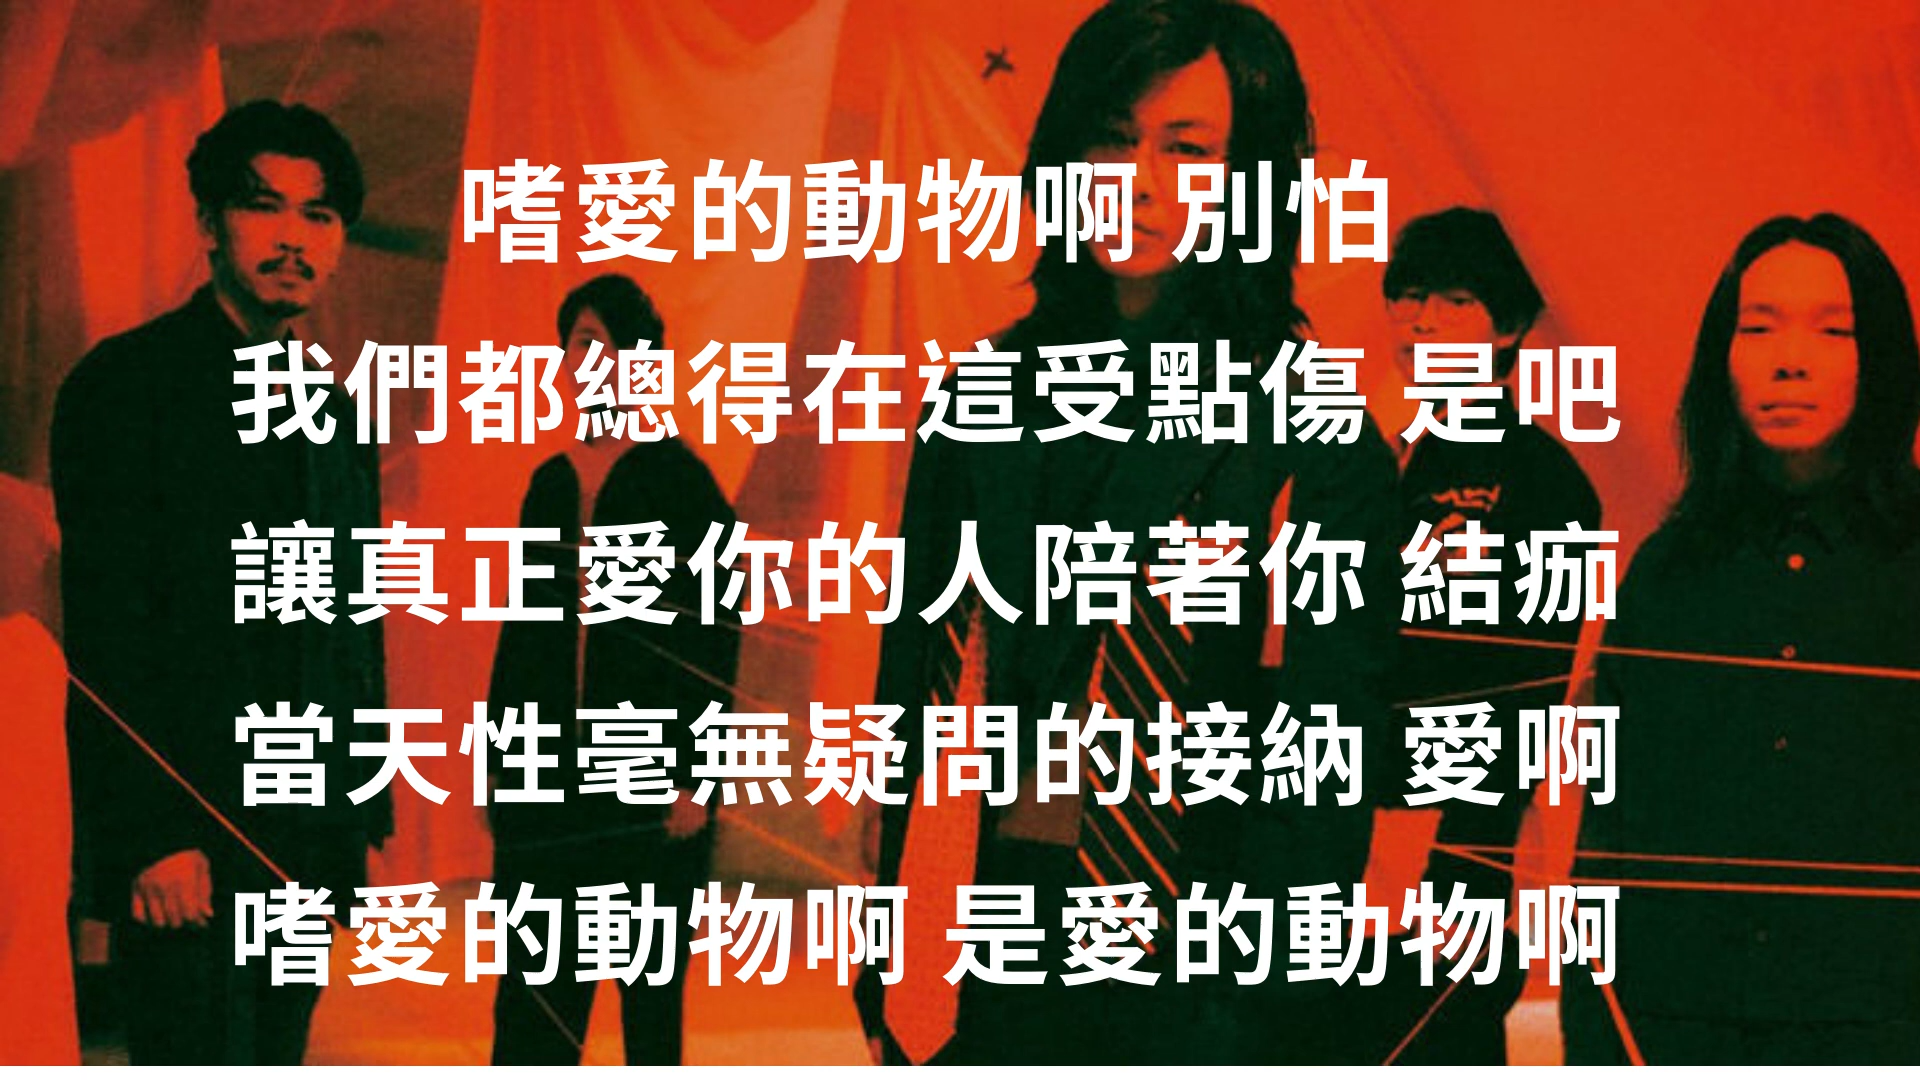 嗜愛的動物啊 別怕
我們都總得在這受點傷 是吧
讓真正愛你的人陪著你 結痂
當天性毫無疑問的接納 愛啊
嗜愛的動物啊 是愛的動物啊